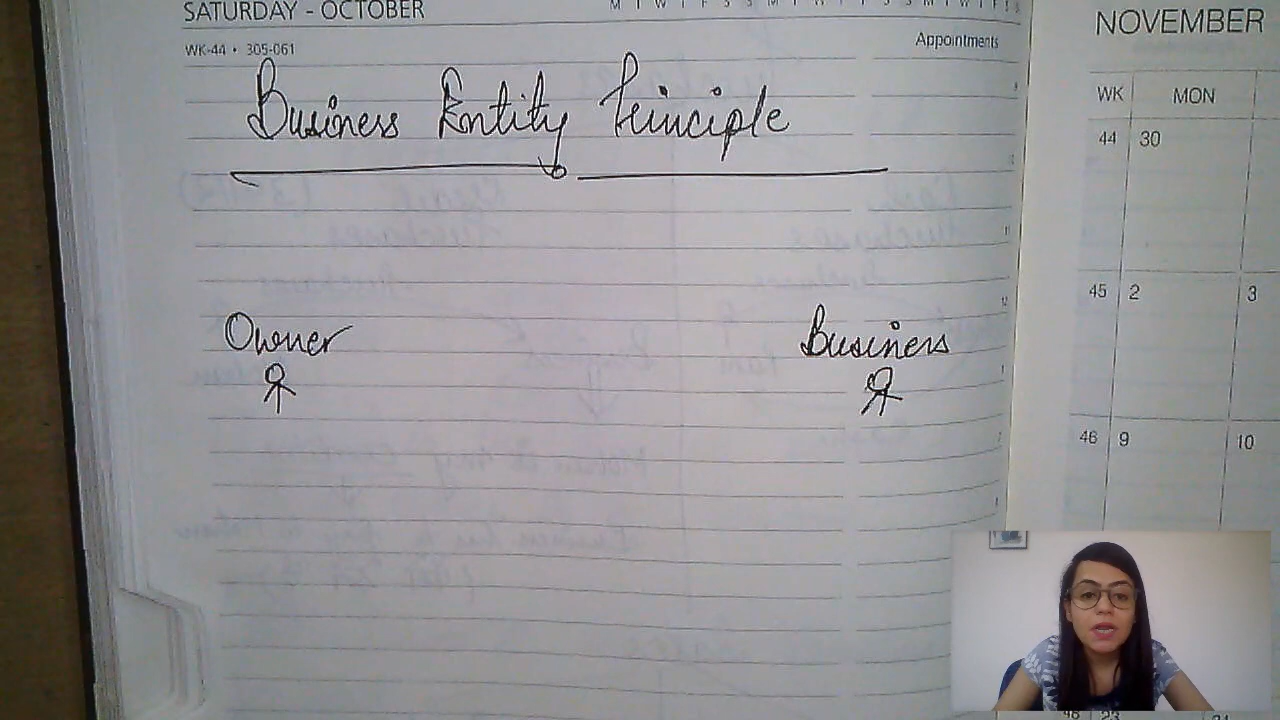 SATURDAY - OCTOBER
WK-44 • 305-061
Appointments
Business Entity Principle
Owner
Business
NOVEMBER
WK MON
44 30
45 2 3
46 9 10